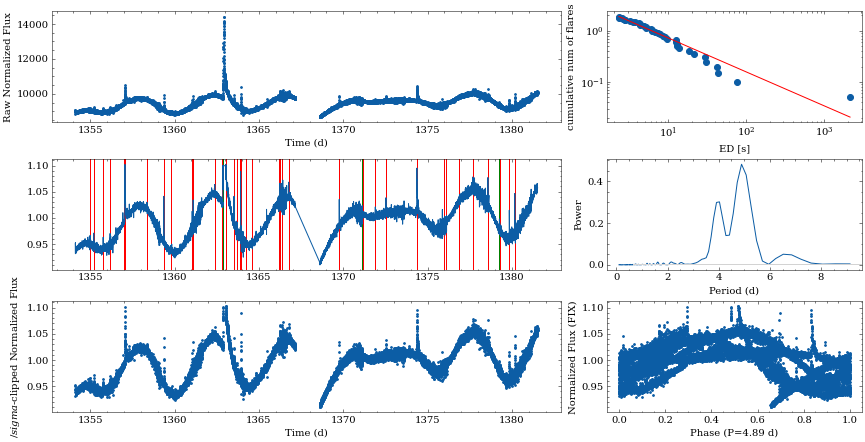 Raw Normalized Flux
14000
12000
10000
1355 1360 1365 1370 1375 1380
Time (d)
cumulative num of flares
10⁰
10⁻¹
10¹ 10² 10³
ED [s]
1.10
1.05
1.00
0.95
1355 1360 1365 1370 1375 1380
Power
0.4
0.2
0.0
0 2 4 6 8
Period (d)
/sigma-clipped Normalized Flux
1.10
1.05
1.00
0.95
1355 1360 1365 1370 1375 1380
Time (d)
Normalized Flux (FIX)
1.10
1.05
1.00
0.95
0.0 0.2 0.4 0.6 0.8 1.0
Phase (P=4.89 d)